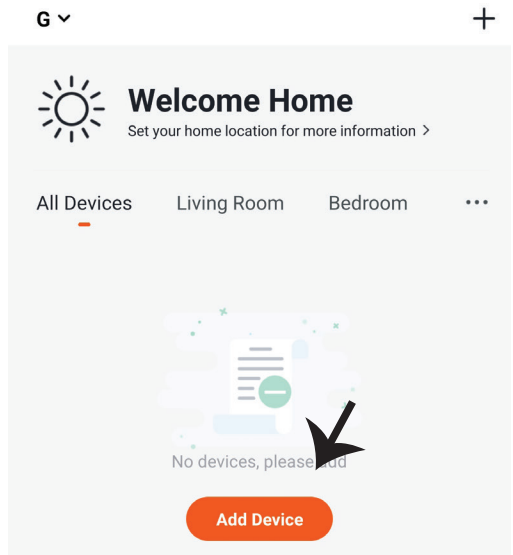 G
Welcome Home
Set your home location for more information >
All Devices Living Room Bedroom ...
No devices, please add
Add Device